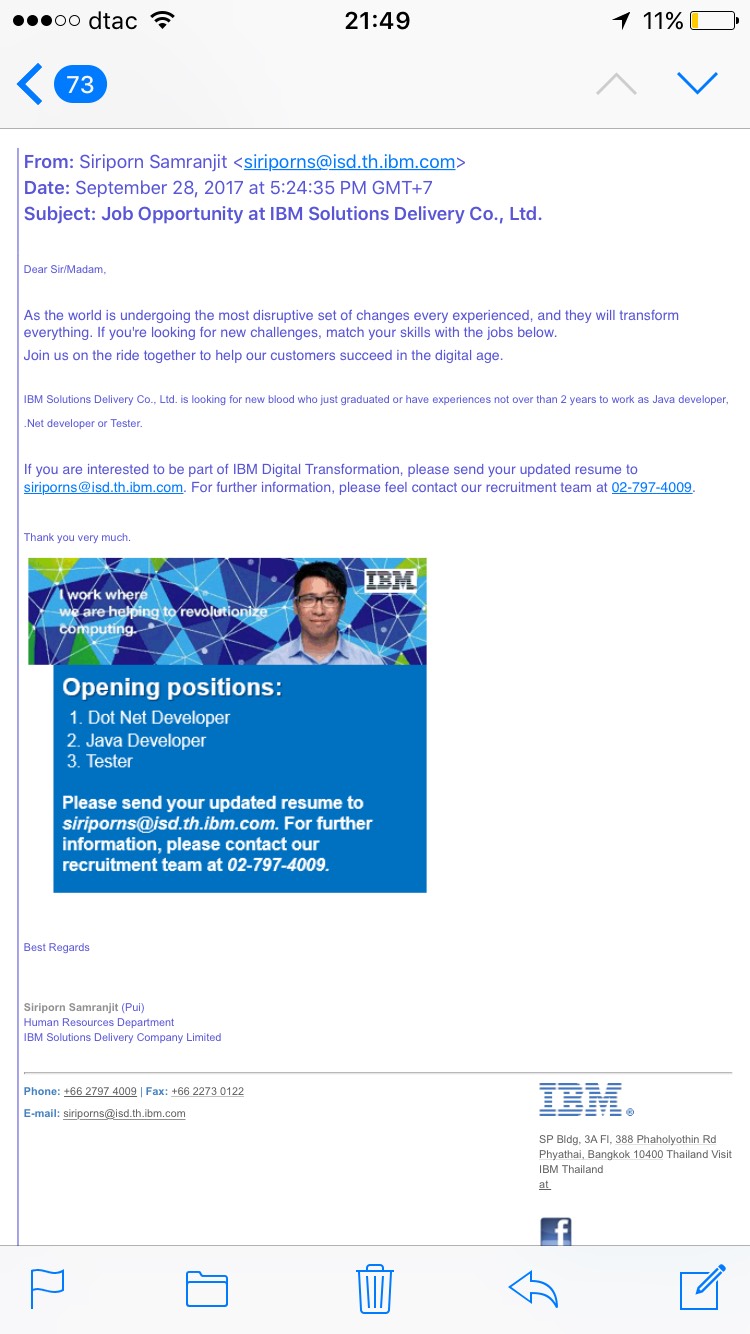 dtac 21:49 11%
73
From: Siriporn Samranjit <siriporns@isd.th.ibm.com>
Date: September 28, 2017 at 5:24:35 PM GMT+7
Subject: Job Opportunity at IBM Solutions Delivery Co., Ltd.
Dear Sir/Madam,
As the world is undergoing the most disruptive set of changes every experienced, and they will transform
everything. If you're looking for new challenges, match your skills with the jobs below.
Join us on the ride together to help our customers succeed in the digital age.
IBM Solutions Delivery Co., Ltd. is looking for new blood who just graduated or have experiences not over than 2 years to work as Java developer,
.Net developer or Tester.
If you are interested to be part of IBM Digital Transformation, please send your updated resume to
siriporns@isd.th.ibm.com. For further information, please feel contact our recruitment team at 02-797-4009.
Thank you very much.
IBM
I work where
we are helping to revolutionize
computing.
Opening positions:
1. Dot Net Developer
2. Java Developer
3. Tester
Please send your updated resume to
siriporns@isd.th.ibm.com. For further
information, please contact our
recruitment team at 02-797-4009.
Best Regards
Siriporn Samranjit (Pui)
Human Resources Department
IBM Solutions Delivery Company Limited
Phone: +66 2797 4009 | Fax: +66 2273 0122
E-mail: siriporns@isd.th.ibm.com
IBM®
SP Bldg, 3A Fl, 388 Phaholyothin Rd
Phyathai, Bangkok 10400 Thailand Visit
IBM Thailand
at
f